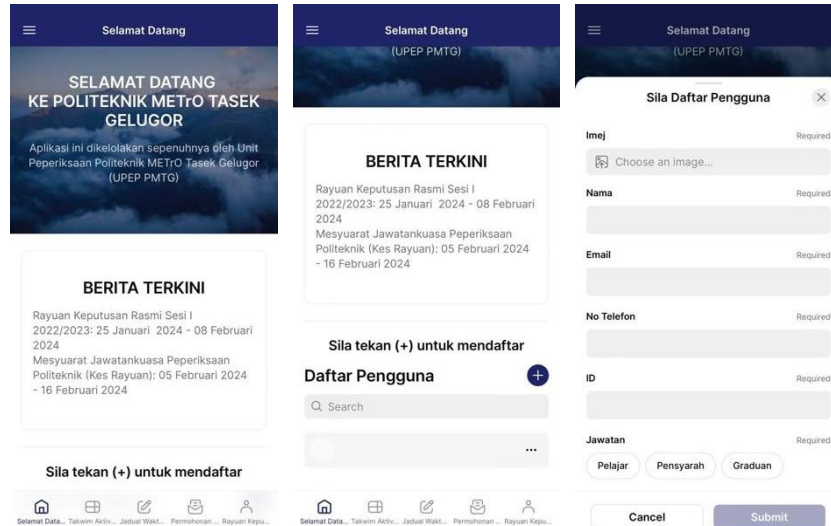 Selamat Datang
SELAMAT DATANG
KE POLITEKNIK METrO TASEK
GELUGOR
Aplikasi ini dikelolakan sepenuhnya oleh Unit
Peperiksaan Politeknik METrO Tasek Gelugor
(UPEP PMTG)
BERITA TERKINI
Rayuan Keputusan Rasmi Sesi I
2022/2023: 25 Januari 2024 - 08 Februari
2024
Mesyuarat Jawatankuasa Peperiksaan
Politeknik (Kes Rayuan): 05 Februari 2024
- 16 Februari 2024
Sila tekan (+) untuk mendaftar
Selamat Data... Takwim Aktiv... Jadual Wakt... Permohonan ... Rayuan Kepu...
Selamat Datang
(UPEP PMTG)
BERITA TERKINI
Rayuan Keputusan Rasmi Sesi I
2022/2023: 25 Januari 2024 - 08 Februari
2024
Mesyuarat Jawatankuasa Peperiksaan
Politeknik (Kes Rayuan): 05 Februari 2024
- 16 Februari 2024
Sila tekan (+) untuk mendaftar
Daftar Pengguna
Search
Selamat Data... Takwim Aktiv... Jadual Wakt... Permohonan ... Rayuan Kepu...
Selamat Datang
(UPEP PMTG)
Sila Daftar Pengguna
Imej Required
Choose an image...
Nama Required
Email Required
No Telefon Required
ID Required
Jawatan Required
Pelajar Pensyarah Graduan
Cancel Submit